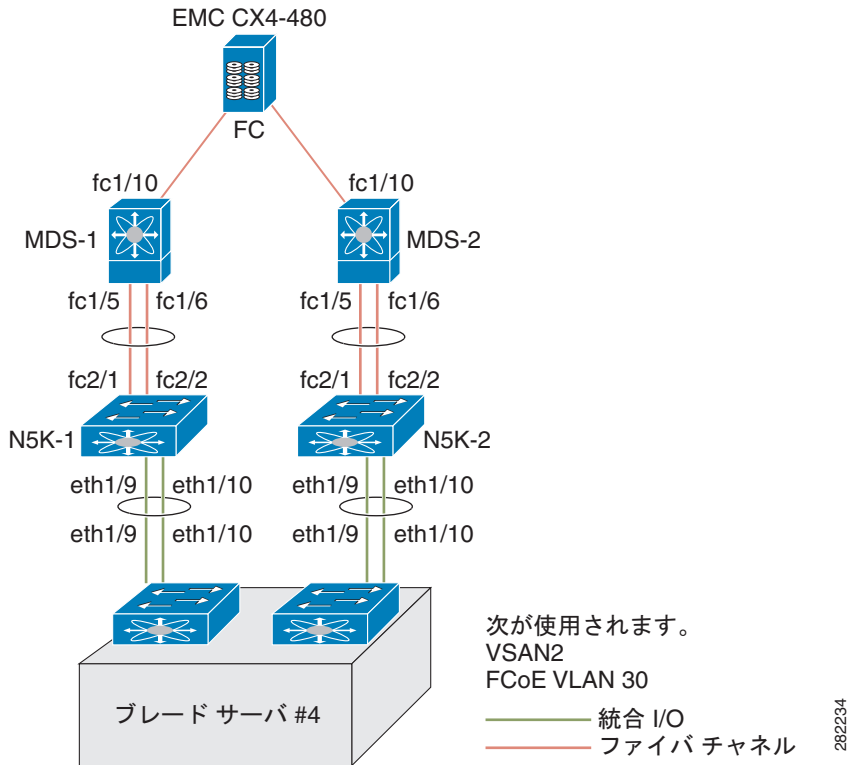 EMC CX4-480
FC
fc1/10 fc1/10
MDS-1 MDS-2
fc1/5 fc1/6 fc1/5 fc1/6
fc2/1 fc2/2 fc2/1 fc2/2
N5K-1 N5K-2
eth1/9 eth1/10 eth1/9 eth1/10
eth1/9 eth1/10 eth1/9 eth1/10
次が使用されます。
VSAN2
FCoE VLAN 30
ブレード サーバ #4
統合 I/O
ファイバ チャネル
282234